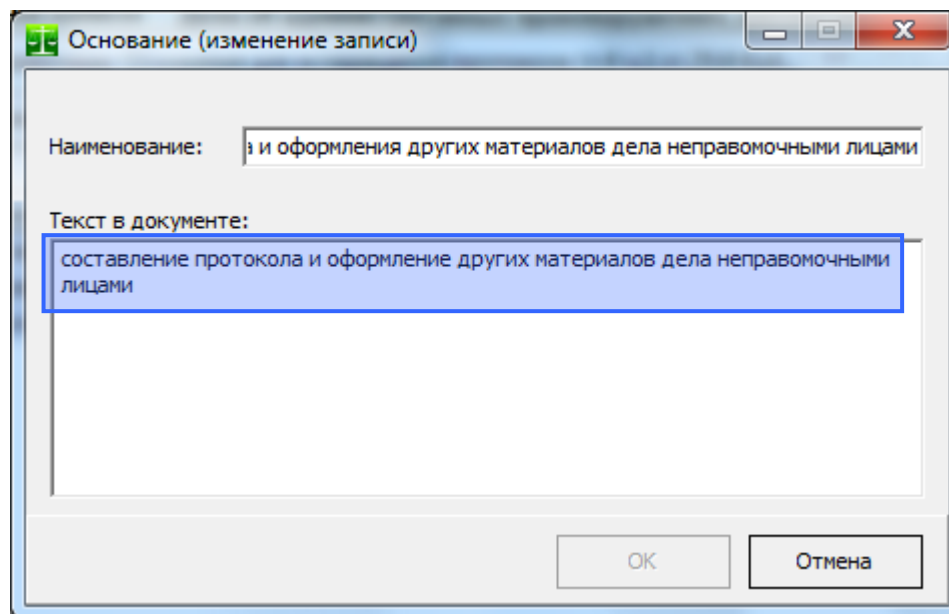 Основание (изменение записи)
Наименование: и оформления других материалов дела неправомочными лицами
Текст в документе:
составление протокола и оформление других материалов дела неправомочными
лицами
OK Отмена